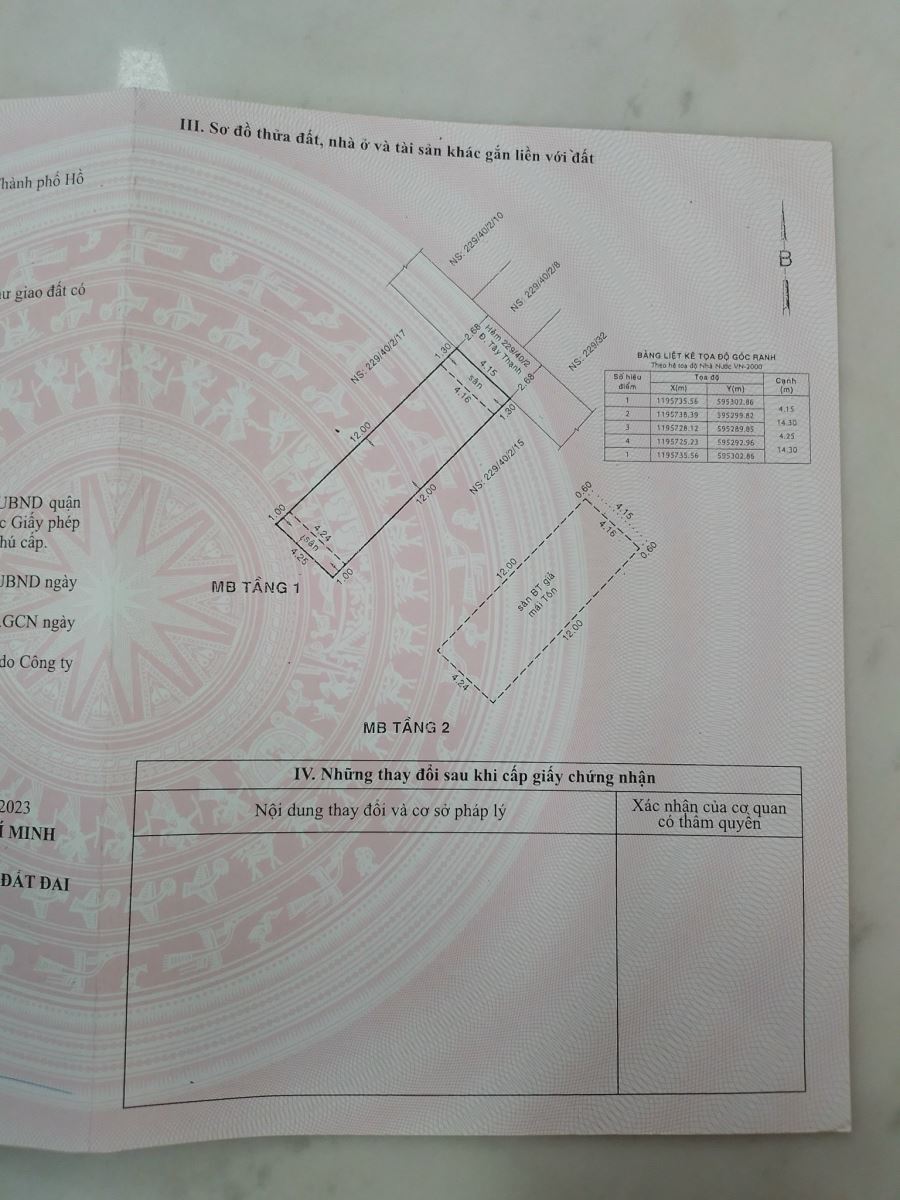 III. Sơ đồ thửa đất, nhà ở và tài sản khác gắn liền với đất
Thành phố Hồ
giao đất có
UBND quận
Giấy phép
cấp.
UBND ngày
GCN ngày
do Công ty
2023
MINH
ĐẤT ĐAI
NS: 229/40/2/10
NS: 229/40/2/8
NS: 229/32
NS: 229/40/2/17
NS: 229/40/2/15
Hẻm 229/40/2
Đ. Tây Thạnh
2.68
2.68
1.30
4.15
sân
4.16
1.30
12.00
12.00
1.00
4.24
sân
4.25
1.00
MB TẦNG 1
B
BẢNG LIỆT KÊ TỌA ĐỘ GÓC RANH
Theo hệ toạ độ Nhà Nước VN-2000
Số hiệu điểm Tọa độ Cạnh (m)
X(m) Y(m)
1 1195735.56 595302.86
4.15
2 1195738.39 595299.82
14.30
3 1195728.12 595289.85
4.25
4 1195725.23 595292.96
14.30
1 1195735.56 595302.86
0.60
4.15
4.16
0.60
12.00
sàn BT giả
mái Tôn
12.00
4.24
MB TẦNG 2
IV. Những thay đổi sau khi cấp giấy chứng nhận
Nội dung thay đổi và cơ sở pháp lý
Xác nhận của cơ quan
có thẩm quyền